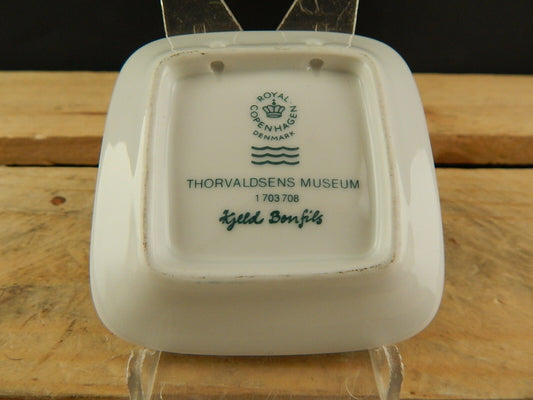 ROYAL
COPENHAGEN
DENMARK
THORVALDSENS MUSEUM
1 703 708
Kjeld Bonfils